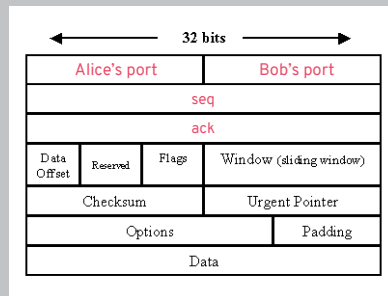 32 bits
Alice's port Bob's port
seq
ack
Data Offset Reserved Flags Window (sliding window)
Checksum Urgent Pointer
Options Padding
Data